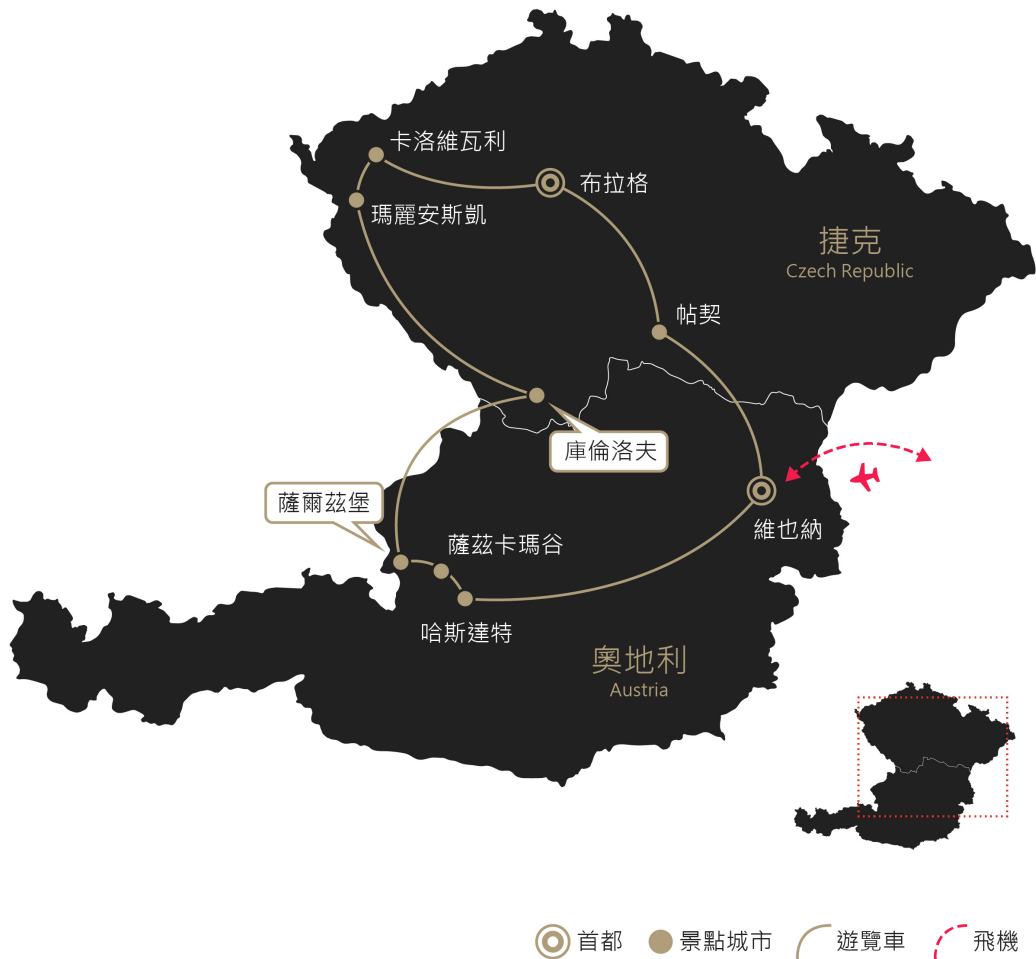 卡洛維瓦利
布拉格
瑪麗安斯凱
捷克
Czech Republic
帖契
庫倫洛夫
薩爾茲堡
維也納
薩茲卡瑪谷
哈斯達特
奧地利
Austria
首都
景點城市
遊覽車
飛機